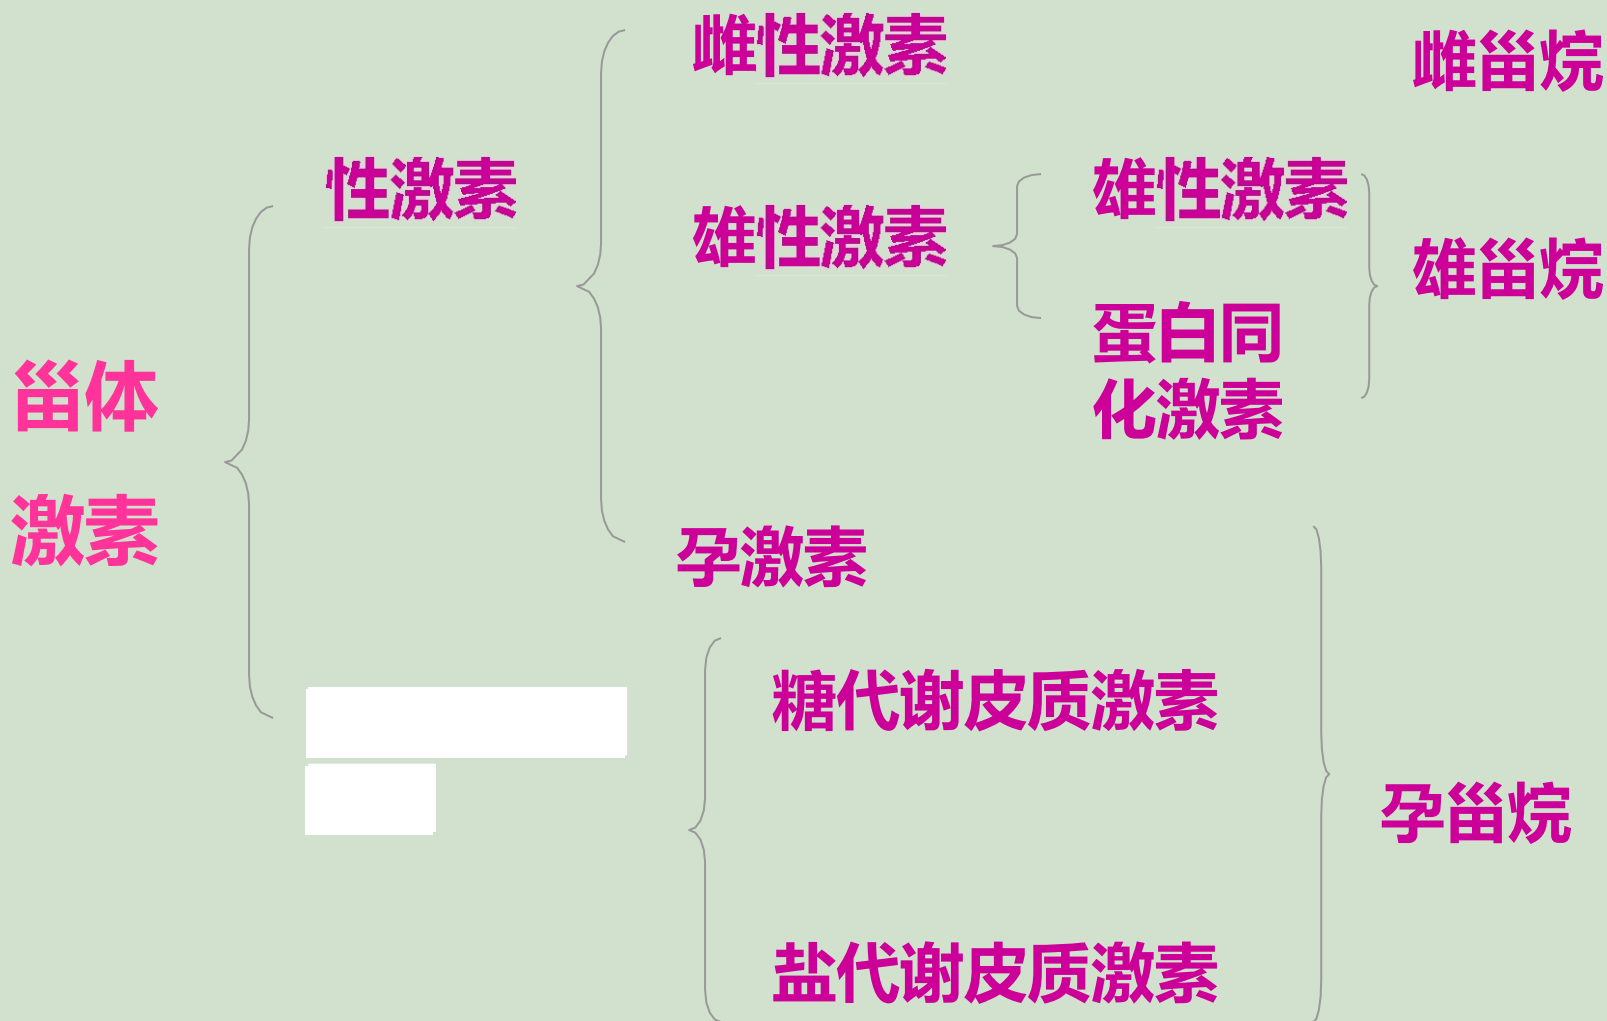 雌性激素
雌甾烷
性激素
雄性激素
雄性激素
雄甾烷
蛋白同
化激素
甾体
激素
孕激素
糖代谢皮质激素
孕甾烷
盐代谢皮质激素